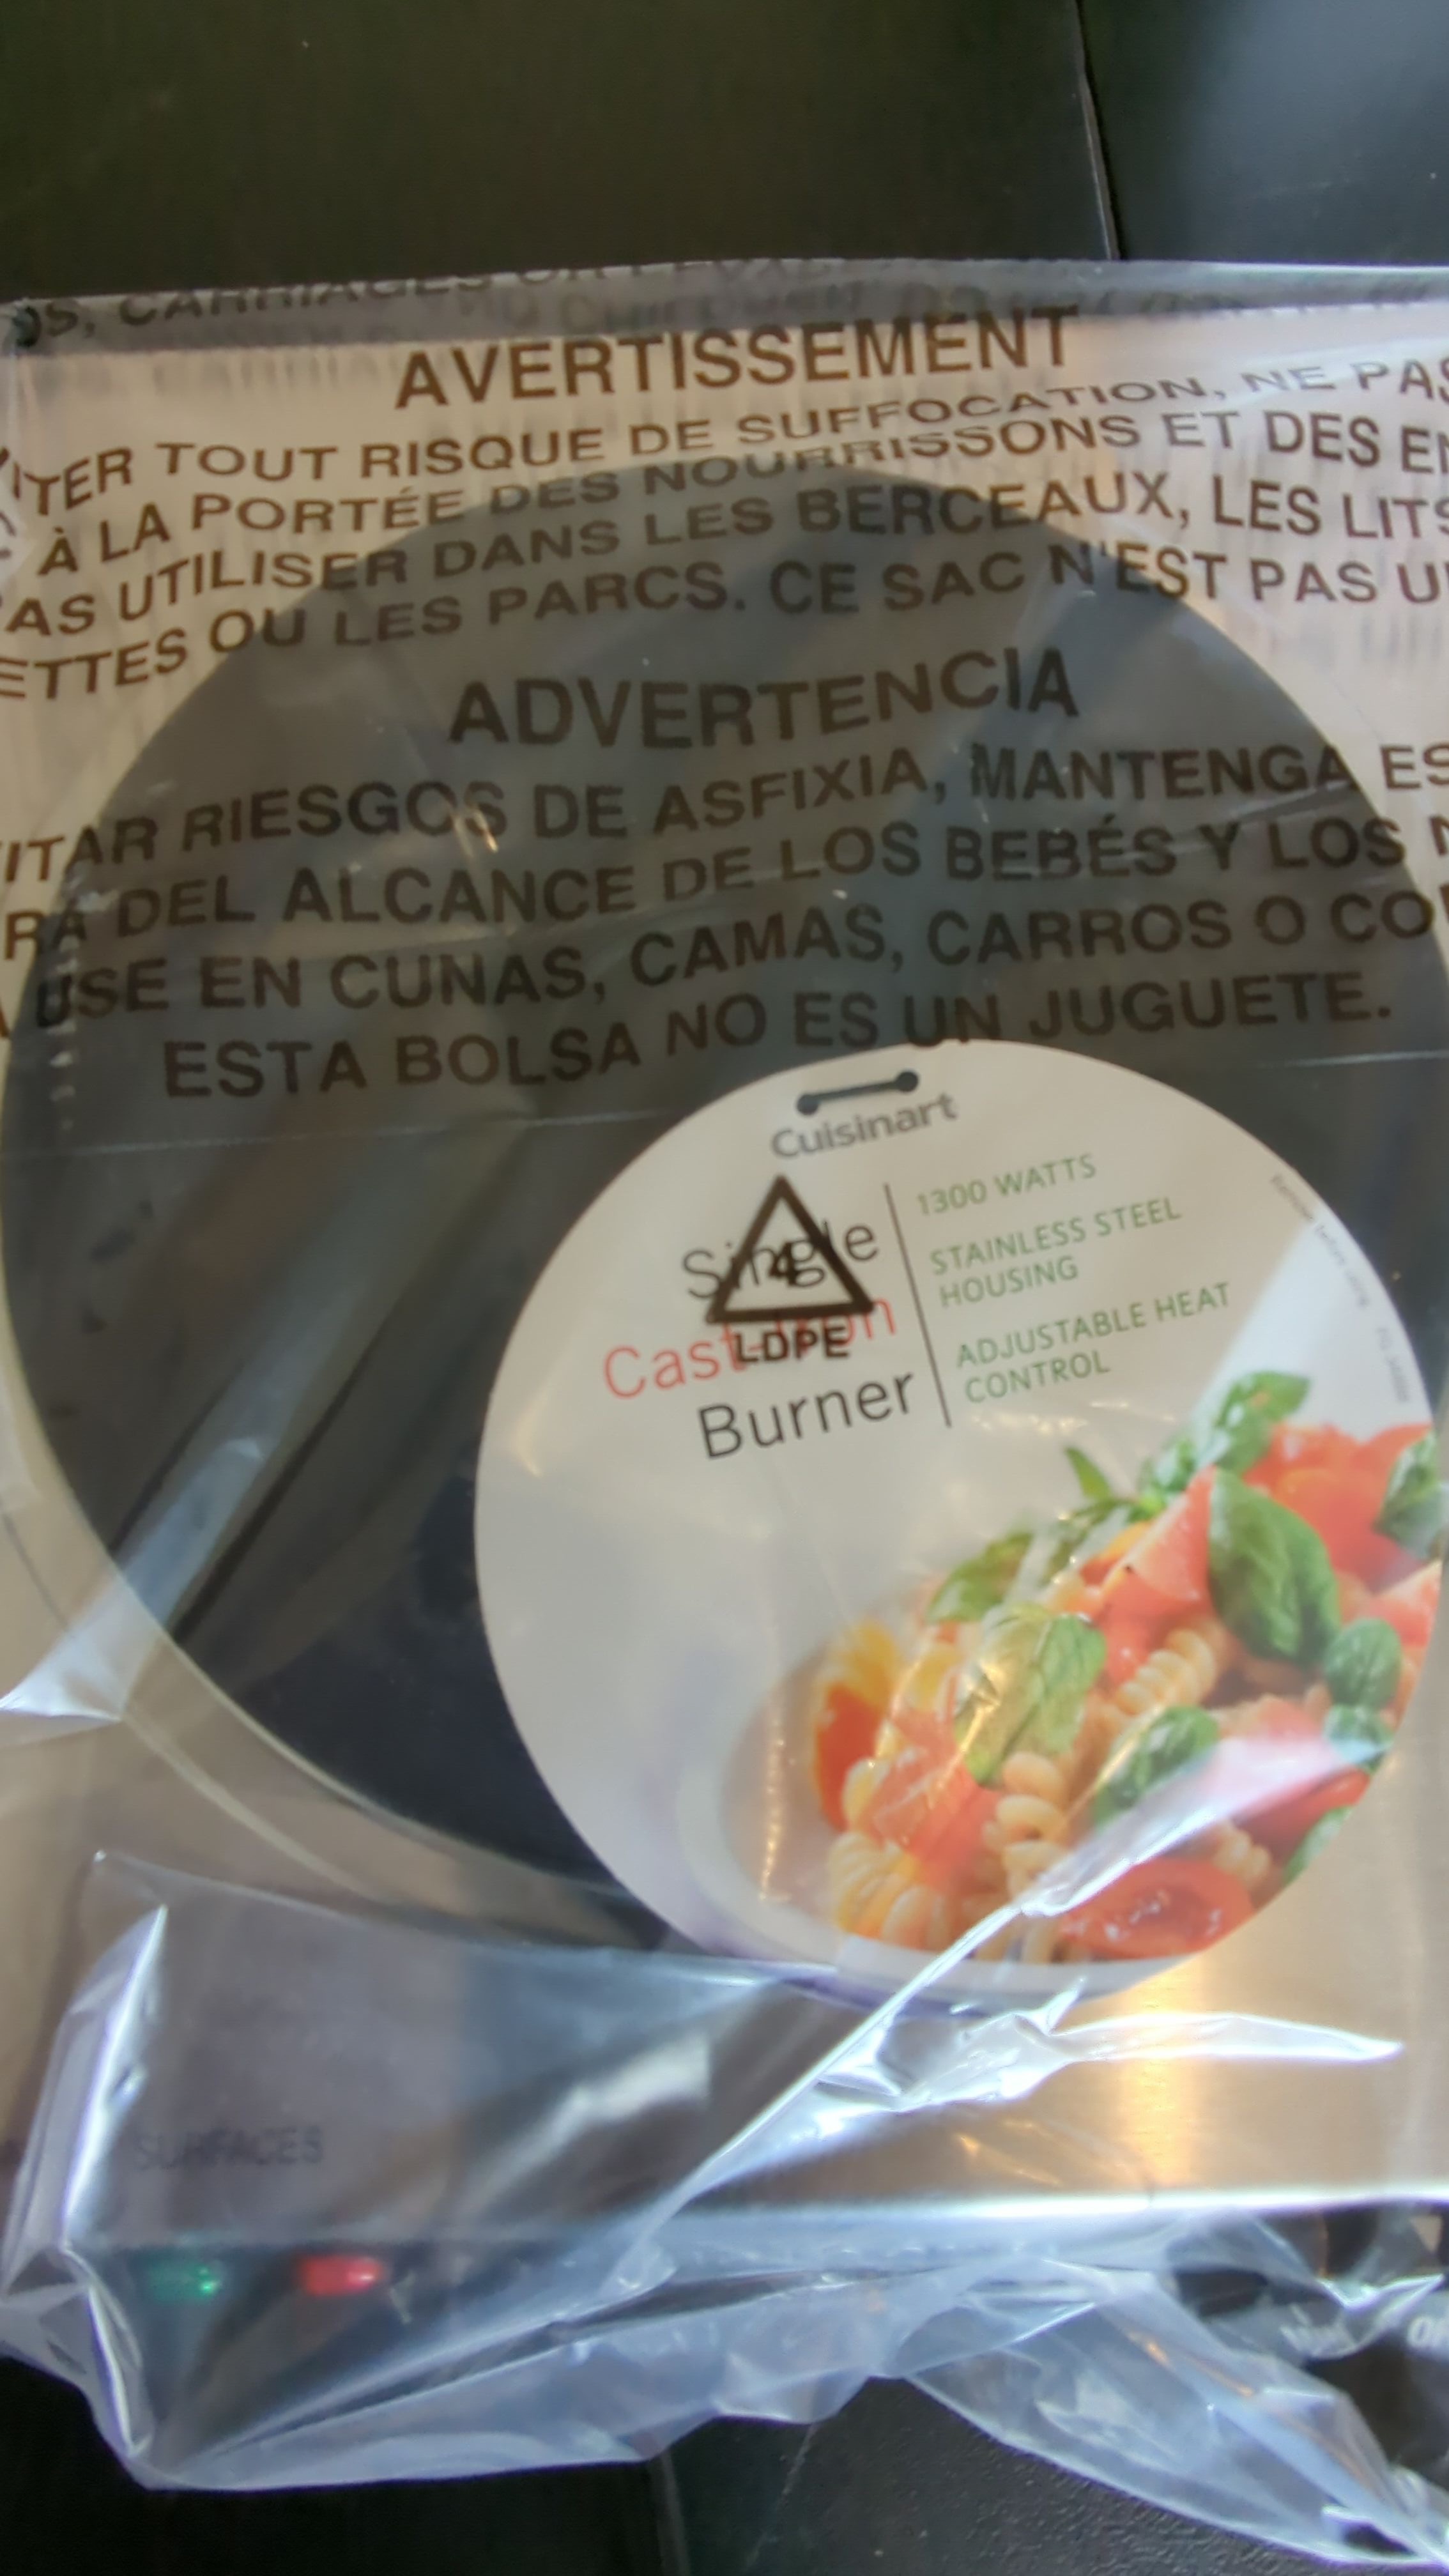 AVERTISSEMENT
TOUT RISQUE DE SUFFOCATION, NE PAS
À LA PORTÉE DES NOURRISSONS ET DES
UTILISER DANS LES BERCEAUX, LES LITS
OU LES PARCS. CE SAC N'EST PAS
ADVERTENCIA
RIESGOS DE ASFIXIA, MANTENGA
DEL ALCANCE DE LOS BEBÉS Y LOS
USE EN CUNAS, CAMAS, CARROS O
ESTA BOLSA NO ES UN JUGUETE.
Cuisinart
Single
Cast-Iron
Burner
4
LDPE
1300 WATTS
STAINLESS STEEL
HOUSING
ADJUSTABLE HEAT
CONTROL
SURFACES